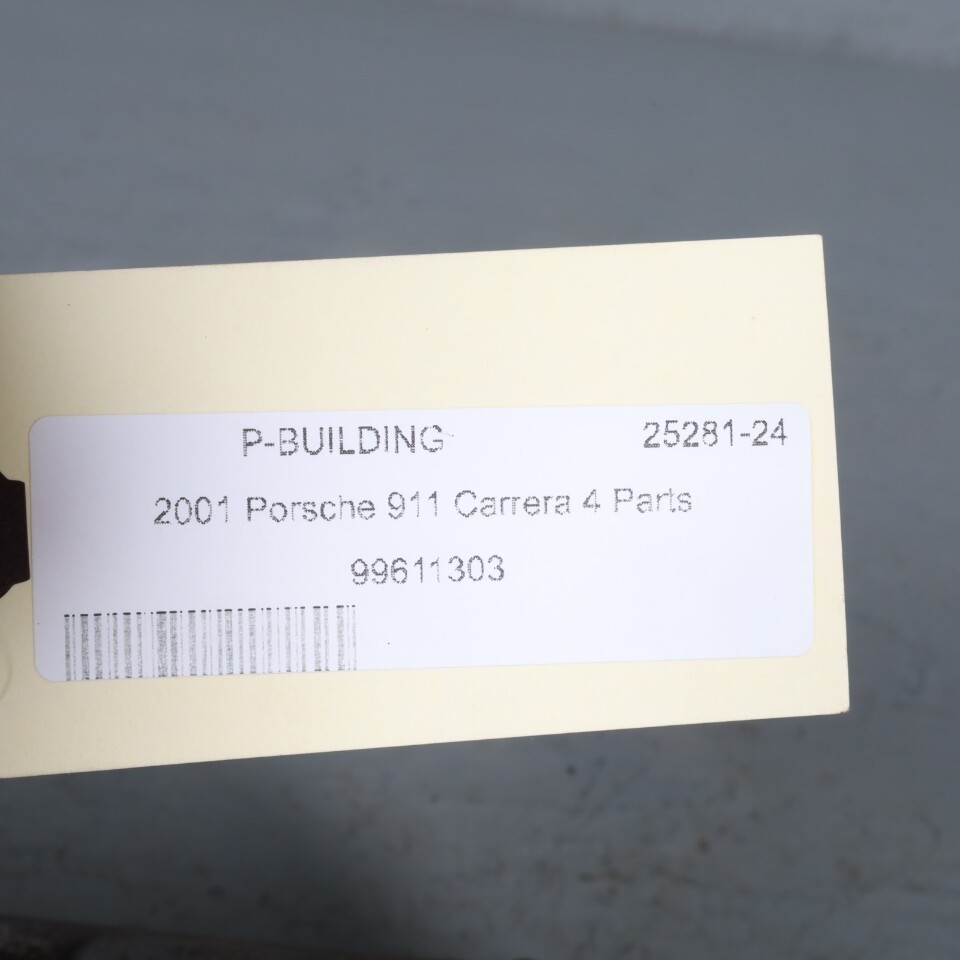 P-BUILDING 25281-24
2001 Porsche 911 Carrera 4 Parts
99611303